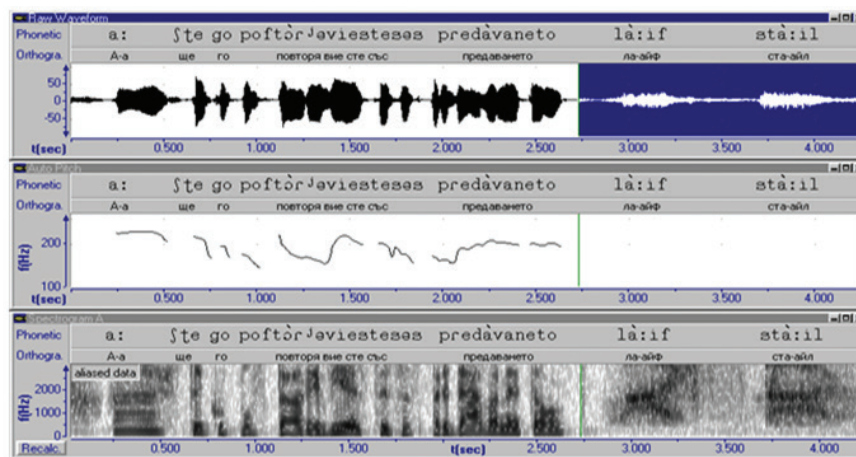 Raw Waveform
Phonetic a: ʃte go poftòrʲəviestesəs predàvaneto là:if stà:il
Orthogra. А-а ще го повторя вие сте със предаването ла-айф ста-айл
50
0
-50
t(sec) 0.500 1.000 1.500 2.000 2.500 3.000 3.500 4.000
Auto Pitch
Phonetic a: ʃte go poftòrʲəviestesəs predàvaneto là:if stà:il
Orthogra. А-а ще го повторя вие сте със предаването ла-айф ста-айл
f(Hz)
200
100
t(sec) 0.500 1.000 1.500 2.000 2.500 3.000 3.500 4.000
Spectrogram A
Phonetic a: ʃte go poftòrʲəviestesəs predàvaneto là:if stà:il
Orthogra. А-а ще го повторя вие сте със предаването ла-айф ста-айл
aliased data
f(Hz)
2000
1000
0
Recalc. 0.500 1.000 1.500 2.000 t(sec) 2.500 3.000 3.500 4.220